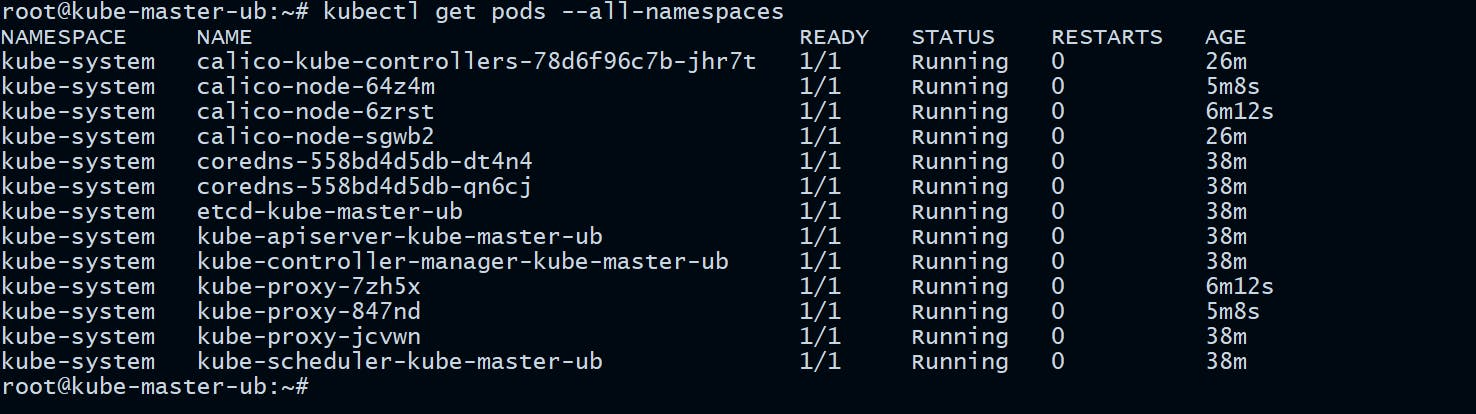 root@kube-master-ub:~# kubectl get pods --all-namespaces
NAMESPACE     NAME                                       READY   STATUS    RESTARTS   AGE
kube-system   calico-kube-controllers-78d6f96c7b-jhr7t   1/1     Running   0          26m
kube-system   calico-node-64z4m                          1/1     Running   0          5m8s
kube-system   calico-node-6zrst                          1/1     Running   0          6m12s
kube-system   calico-node-sgwb2                          1/1     Running   0          26m
kube-system   coredns-558bd4d5db-dt4n4                   1/1     Running   0          38m
kube-system   coredns-558bd4d5db-qn6cj                   1/1     Running   0          38m
kube-system   etcd-kube-master-ub                        1/1     Running   0          38m
kube-system   kube-apiserver-kube-master-ub              1/1     Running   0          38m
kube-system   kube-controller-manager-kube-master-ub     1/1     Running   0          38m
kube-system   kube-proxy-7zh5x                           1/1     Running   0          6m12s
kube-system   kube-proxy-847nd                           1/1     Running   0          5m8s
kube-system   kube-proxy-jcvwn                           1/1     Running   0          38m
kube-system   kube-scheduler-kube-master-ub              1/1     Running   0          38m
root@kube-master-ub:~#